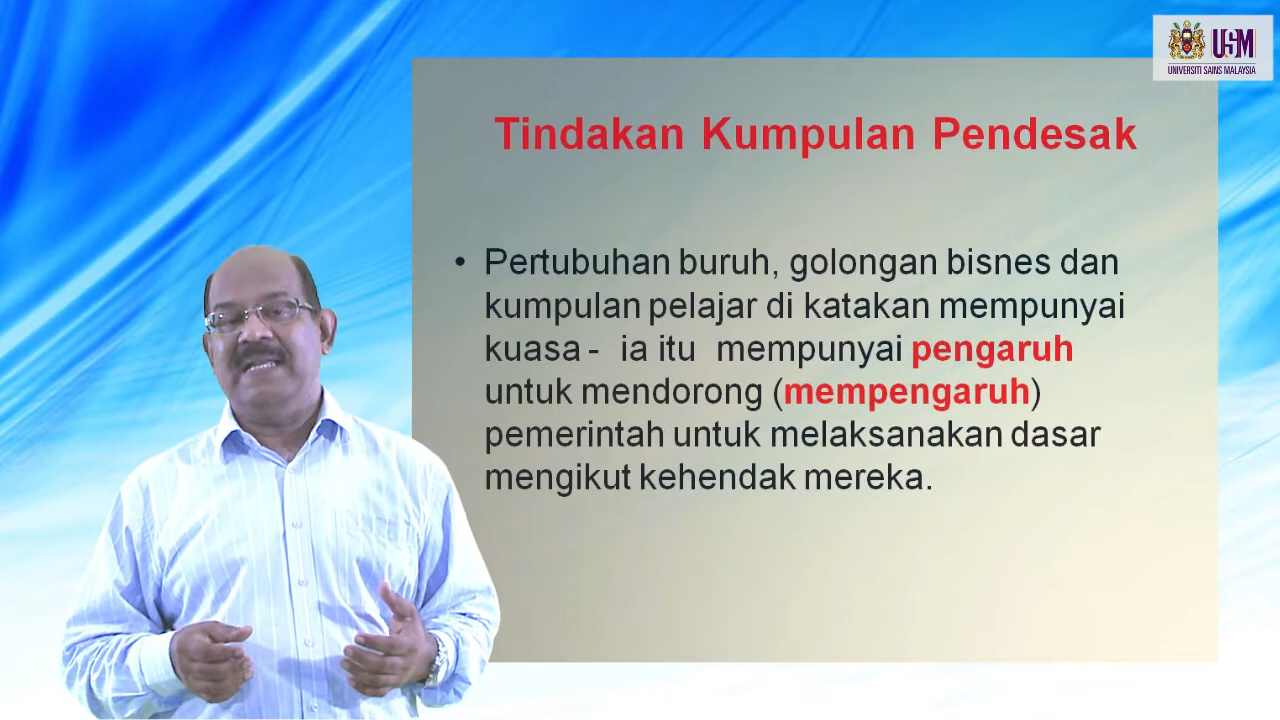 USM
UNIVERSITI SAINS MALAYSIA
Tindakan Kumpulan Pendesak
• Pertubuhan buruh, golongan bisnes dan
kumpulan pelajar di katakan mempunyai
kuasa - ia itu mempunyai pengaruh
untuk mendorong (mempengaruh)
pemerintah untuk melaksanakan dasar
mengikut kehendak mereka.